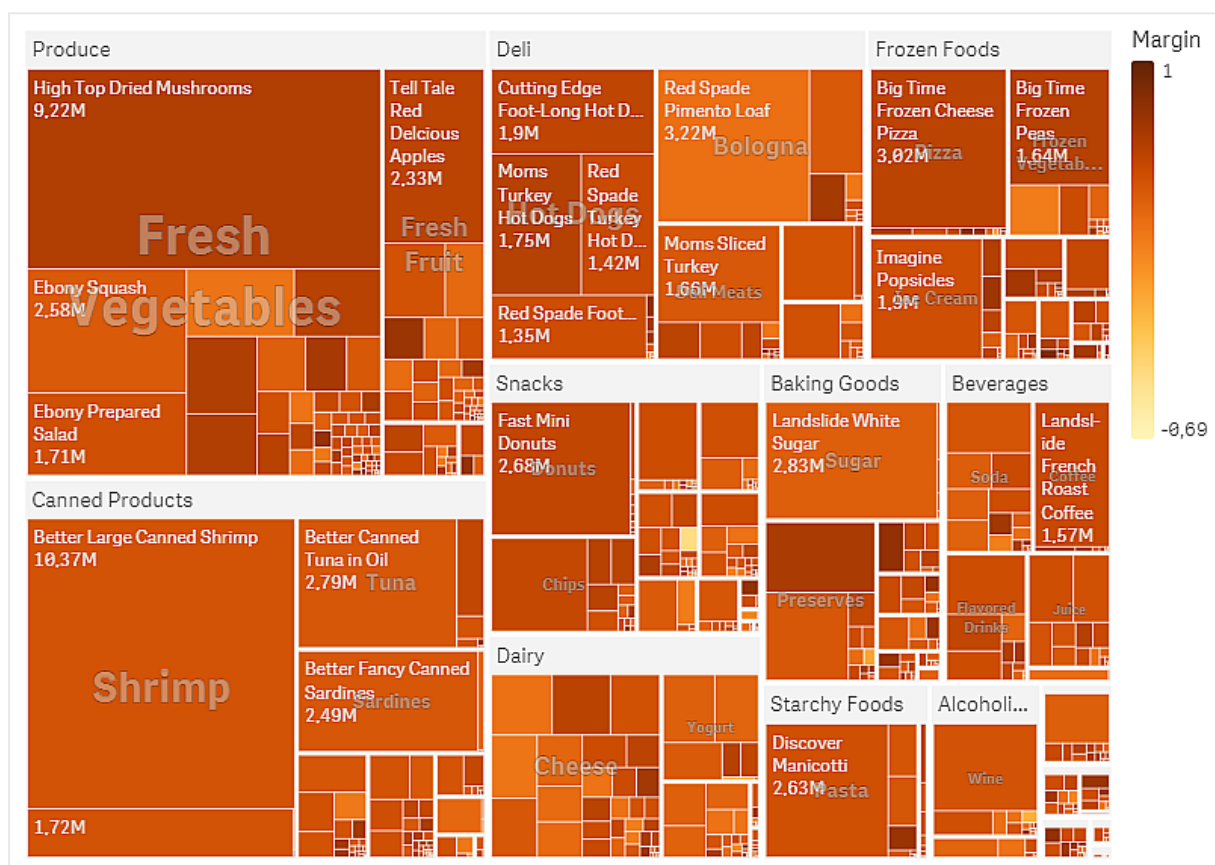 Produce
High Top Dried Mushrooms
9,22M
Fresh
Vegetables
Ebony Squash
2,58M
Ebony Prepared
Salad
1,71M
Tell Tale
Red
Delcious
Apples
2,33M
Fresh
Fruit
Canned Products
Better Large Canned Shrimp
10,37M
Shrimp
1,72M
Better Canned
Tuna in Oil
2,79M
Tuna
Better Fancy Canned
Sardines
2,49M
Sardines
Deli
Cutting Edge
Foot-Long Hot D...
1,9M
Moms
Turkey
Hot Dogs
1,75M
Red
Spade
Turkey
Hot D...
1,42M
Hot Dogs
Red Spade Foot...
1,35M
Red Spade
Pimento Loaf
3,22M
Bologna
Moms Sliced
Turkey
1,66M
Deli Meats
Frozen Foods
Big Time
Frozen Cheese
Pizza
3,02M
Pizza
Big Time
Frozen
Peas
1,64M
Frozen
Vegetab...
Imagine
Popsicles
1,9M
Ice Cream
Snacks
Fast Mini
Donuts
2,68M
Donuts
Chips
Dairy
Cheese
Yogurt
Baking Goods
Landslide White
Sugar
2,83M
Sugar
Preserves
Beverages
Soda
Landsl-
ide
French
Roast
Coffee
1,57M
Coffee
Flavored
Drinks
Juice
Starchy Foods
Discover
Manicotti
2,63M
Pasta
Alcoholi...
Wine
Margin
1
-0,69